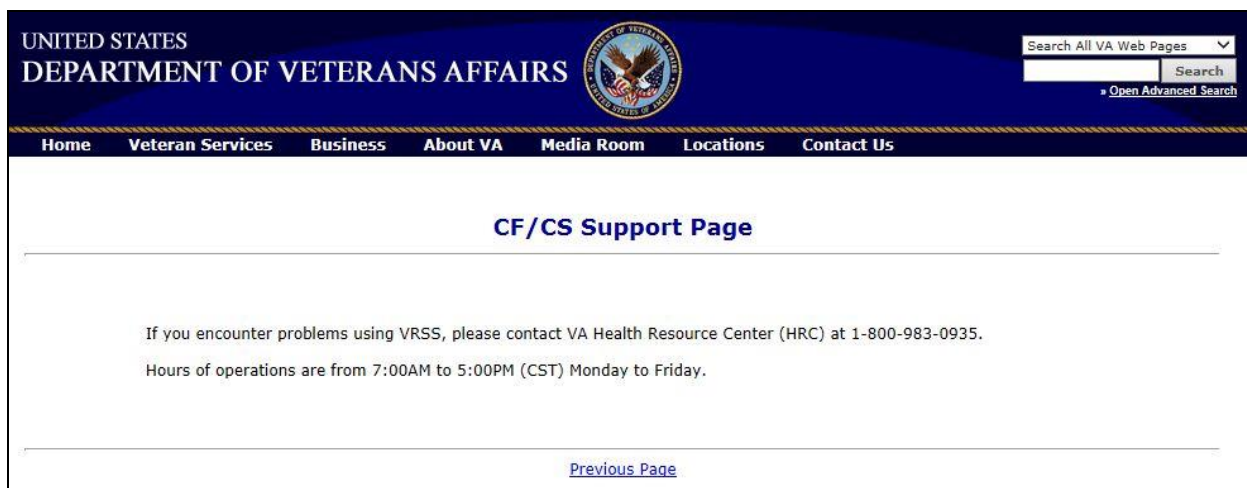 UNITED STATES
DEPARTMENT OF VETERANS AFFAIRS
Search All VA Web Pages
Search
» Open Advanced Search
Home Veteran Services Business About VA Media Room Locations Contact Us
CF/CS Support Page
If you encounter problems using VRSS, please contact VA Health Resource Center (HRC) at 1-800-983-0935.
Hours of operations are from 7:00AM to 5:00PM (CST) Monday to Friday.
Previous Page